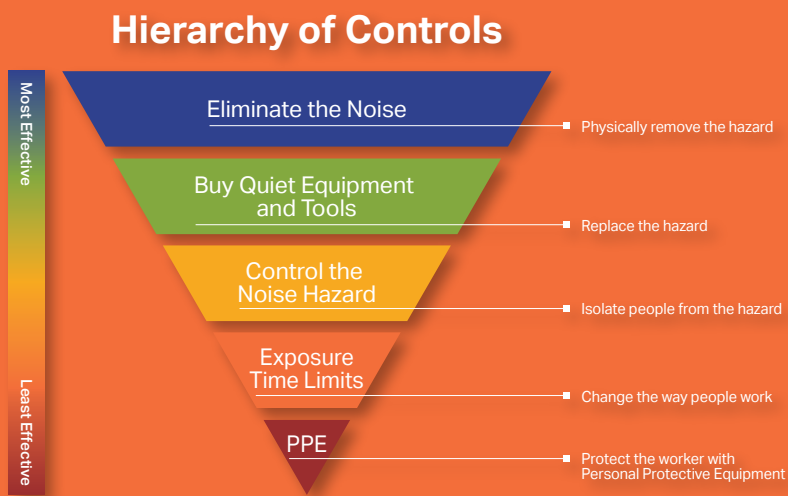 Hierarchy of Controls
Most Effective
Least Effective
Eliminate the Noise
Physically remove the hazard
Buy Quiet Equipment
and Tools
Replace the hazard
Control the
Noise Hazard
Isolate people from the hazard
Exposure
Time Limits
Change the way people work
PPE
Protect the worker with
Personal Protective Equipment